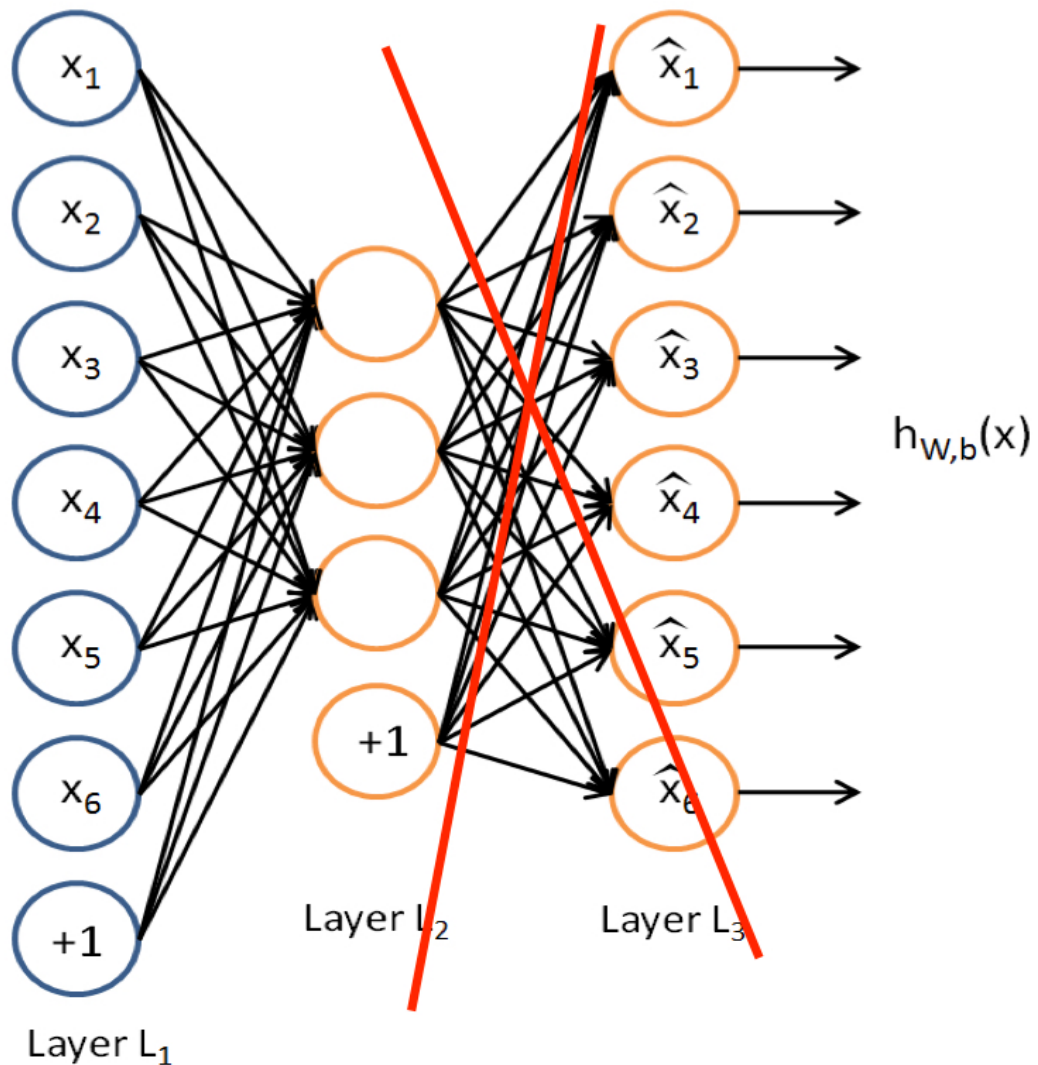 x₁
x₂
x₃
x₄
x₅
x₆
+1
Layer L₁
+1
Layer L₂
x̂₁
x̂₂
x̂₃
x̂₄
x̂₅
x̂₆
Layer L₃
h_{W,b}(x)